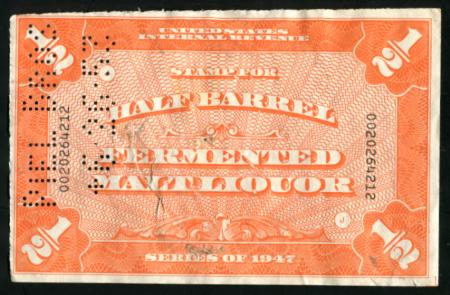 UNITED STATES
INTERNAL REVENUE
STAMP FOR
HALF BARREL
FERMENTED
MALT LIQUOR
SERIES OF 1947
1/2
1/2
1/2
1/2
0020264212
0020264212
J